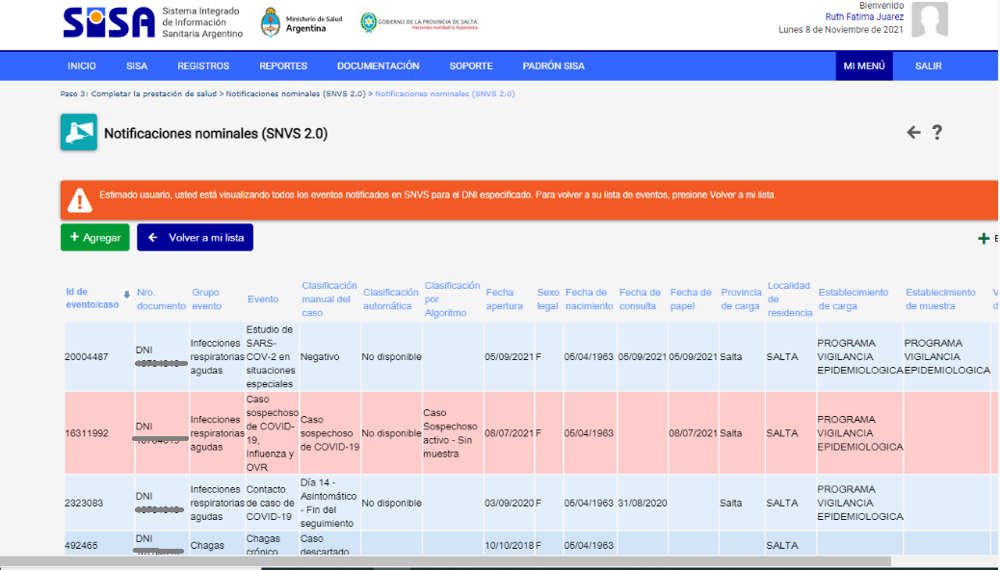 SISA
Sistema Integrado
de Información
Sanitaria Argentino
Ministerio de Salud
Argentina
GOBIERNO DE LA PROVINCIA DE SALTA.
Haciendo realidad la Esperanza.
Bienvenido
Ruth Fatima Juarez
Lunes 8 de Noviembre de 2021
INICIO SISA REGISTROS REPORTES DOCUMENTACIÓN SOPORTE PADRÓN SISA MI MENÚ SALIR
Paso 3: Completar la prestación de salud > Notificaciones nominales (SNVS 2.0) > Notificaciones nominales (SNVS 2.0)
Notificaciones nominales (SNVS 2.0)
?
Estimado usuario, usted está visualizando todos los eventos notificados en SNVS para el DNI especificado. Para volver a su lista de eventos, presione Volver a mi lista.
+ Agregar
Volver a mi lista
+ E
Id de
evento/caso
Nro.
documento
Grupo
evento
Evento
Clasificación
manual del
caso
Clasificación
automática
Clasificación
por
Algoritmo
Fecha
apertura
Sexo
legal
Fecha de
nacimiento
Fecha de
consulta
Fecha de
papel
Provincia
de carga
Localidad
de
residencia
Establecimiento
de carga
Establecimiento
de muestra
V
d
20004487
DNI
Infecciones
respiratorias
agudas
Estudio de
SARS-
COV-2 en
situaciones
especiales
Negativo
No disponible
05/09/2021
F
05/04/1963
05/09/2021
05/09/2021
Salta
SALTA
PROGRAMA
VIGILANCIA
EPIDEMIOLOGICA
PROGRAMA
VIGILANCIA
EPIDEMIOLOGICA
16311992
DNI
Infecciones
respiratorias
agudas
Caso
sospechoso
de COVID-
19,
Influenza y
OVR
Caso
sospechoso
de COVID-19
No disponible
Caso
Sospechoso
activo - Sin
muestra
08/07/2021
F
05/04/1963
08/07/2021
Salta
SALTA
PROGRAMA
VIGILANCIA
EPIDEMIOLOGICA
2323083
DNI
Infecciones
respiratorias
agudas
Contacto
de caso de
COVID-19
Día 14 -
Asintomático
- Fin del
seguimiento
No disponible
03/09/2020
F
05/04/1963
31/08/2020
Salta
SALTA
PROGRAMA
VIGILANCIA
EPIDEMIOLOGICA
492465
DNI
Chagas
Chagas
crónico
Caso
descartado
10/10/2018
F
05/04/1963
SALTA